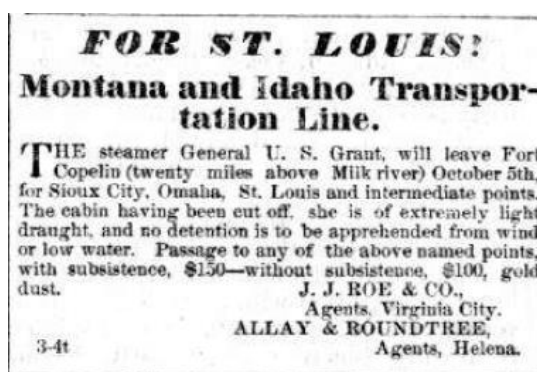 FOR ST. LOUIS!
Montana and Idaho Transpor-
tation Line.
THE steamer General U. S. Grant, will leave Fort
Copelin (twenty miles above Milk river) October 5th,
for Sioux City, Omaha, St. Louis and intermediate points.
The cabin having been cut off, she is of extremely light
draught, and no detention is to be apprehended from wind
or low water. Passage to any of the above named points,
with subsistence, $150—without subsistence, $100, gold
dust. J. J. ROE & CO.,
Agents, Virginia City.
ALLAY & ROUNDTREE,
3-4t Agents, Helena.